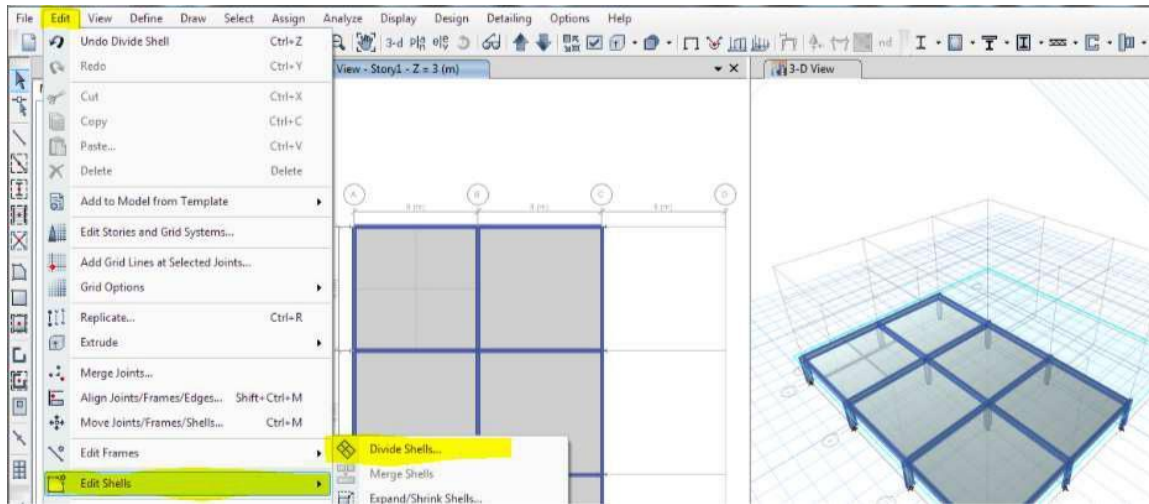 File Edit View Define Draw Select Assign Analyze Display Design Detailing Options Help
3-d
nd
View - Story1 - Z = 3 (m)
3-D View
Undo Divide Shell Ctrl+Z
Redo Ctrl+Y
Cut Ctrl+X
Copy Ctrl+C
Paste... Ctrl+V
Delete Delete
Add to Model from Template
Edit Stories and Grid Systems...
Add Grid Lines at Selected Joints...
Grid Options
Replicate... Ctrl+R
Extrude
Merge Joints...
Align Joints/Frames/Edges... Shift+Ctrl+M
Move Joints/Frames/Shells... Ctrl+M
Edit Frames
Edit Shells
Divide Shells...
Merge Shells
Expand/Shrink Shells...
A B C D